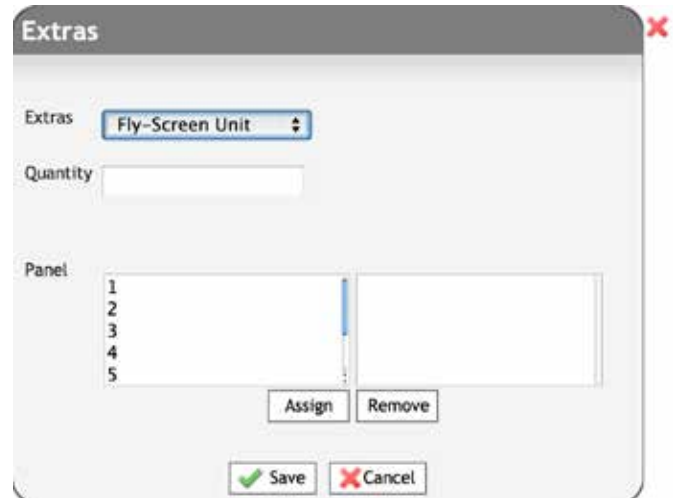 Extras
Extras Fly-Screen Unit
Quantity
Panel
1
2
3
4
5
Assign Remove
Save Cancel